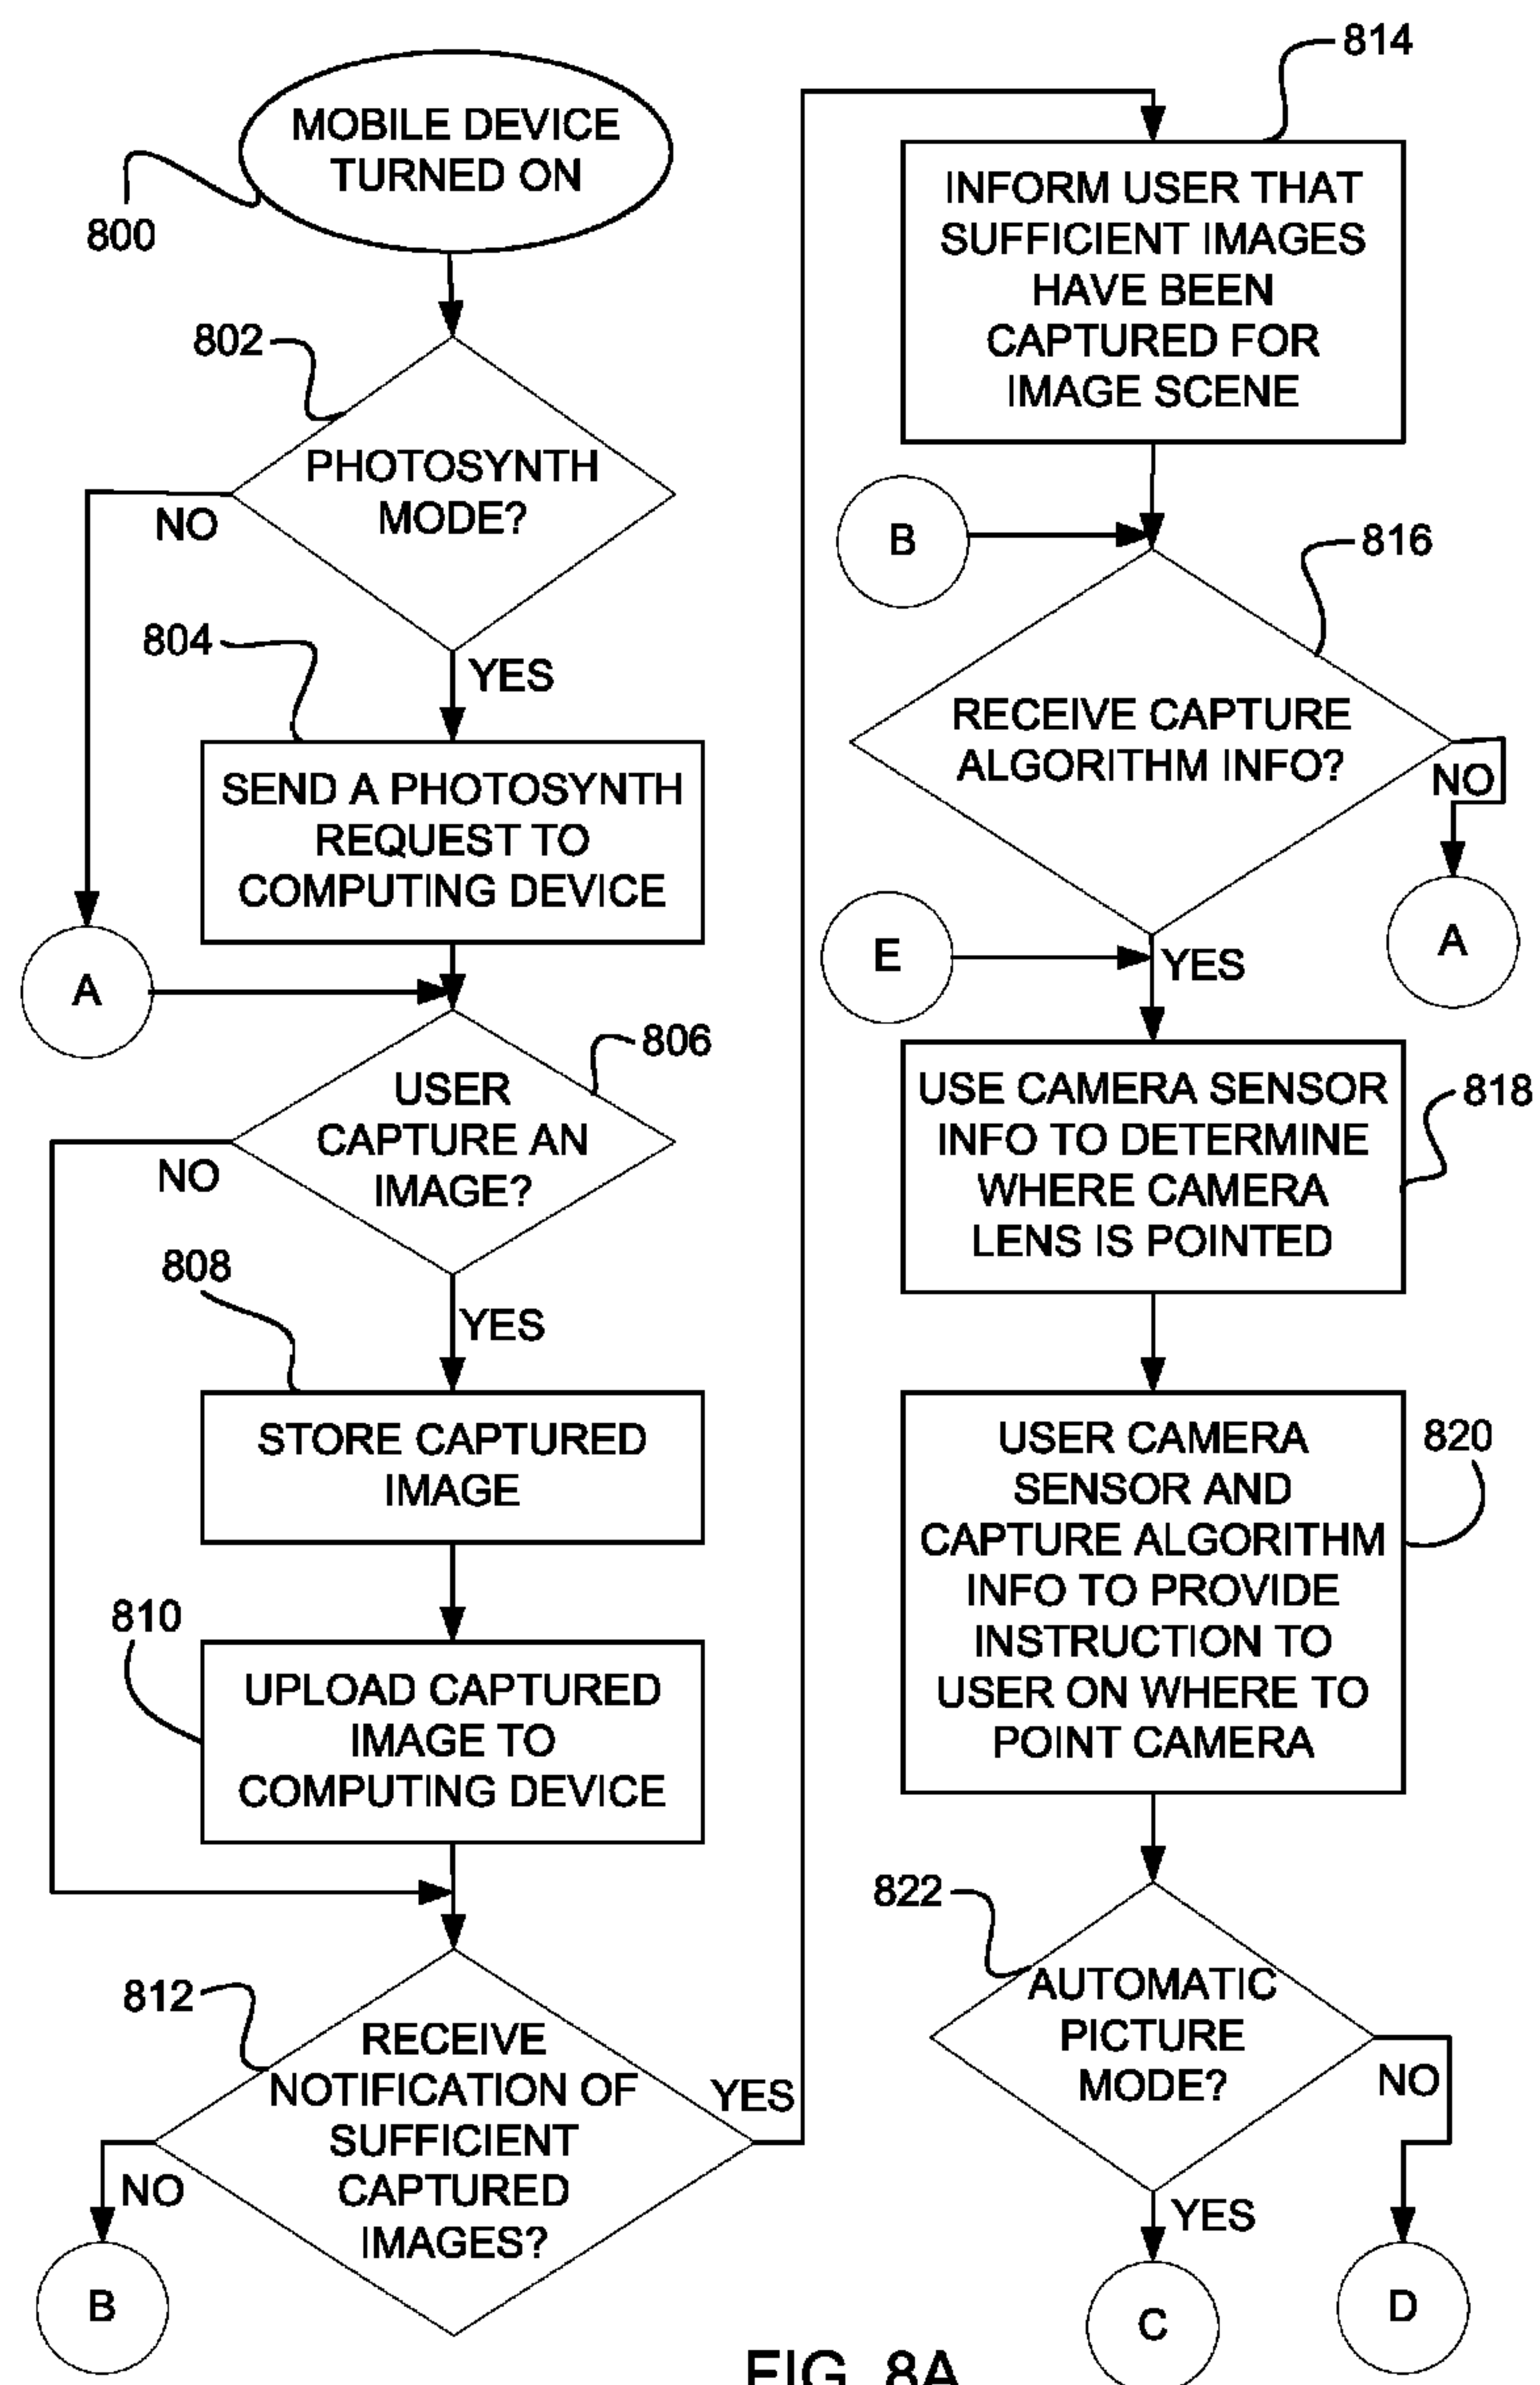 MOBILE DEVICE
TURNED ON
800
802
PHOTOSYNTH
MODE?
NO
YES
804
SEND A PHOTOSYNTH
REQUEST TO
COMPUTING DEVICE
A
806
USER
CAPTURE AN
IMAGE?
NO
YES
808
STORE CAPTURED
IMAGE
810
UPLOAD CAPTURED
IMAGE TO
COMPUTING DEVICE
812
RECEIVE
NOTIFICATION OF
SUFFICIENT
CAPTURED
IMAGES?
YES
NO
B
814
INFORM USER THAT
SUFFICIENT IMAGES
HAVE BEEN
CAPTURED FOR
IMAGE SCENE
B
816
RECEIVE CAPTURE
ALGORITHM INFO?
NO
A
E
YES
USE CAMERA SENSOR
INFO TO DETERMINE
WHERE CAMERA
LENS IS POINTED
818
USER CAMERA
SENSOR AND
CAPTURE ALGORITHM
INFO TO PROVIDE
INSTRUCTION TO
USER ON WHERE TO
POINT CAMERA
820
822
AUTOMATIC
PICTURE
MODE?
NO
YES
C
D
FIG. 8A